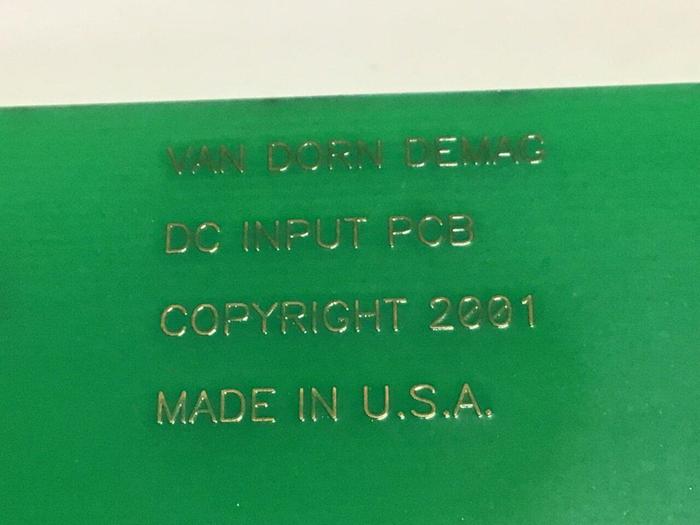 VAN DORN DEMAG
DC INPUT PCB
COPYRIGHT 2001
MADE IN U.S.A.